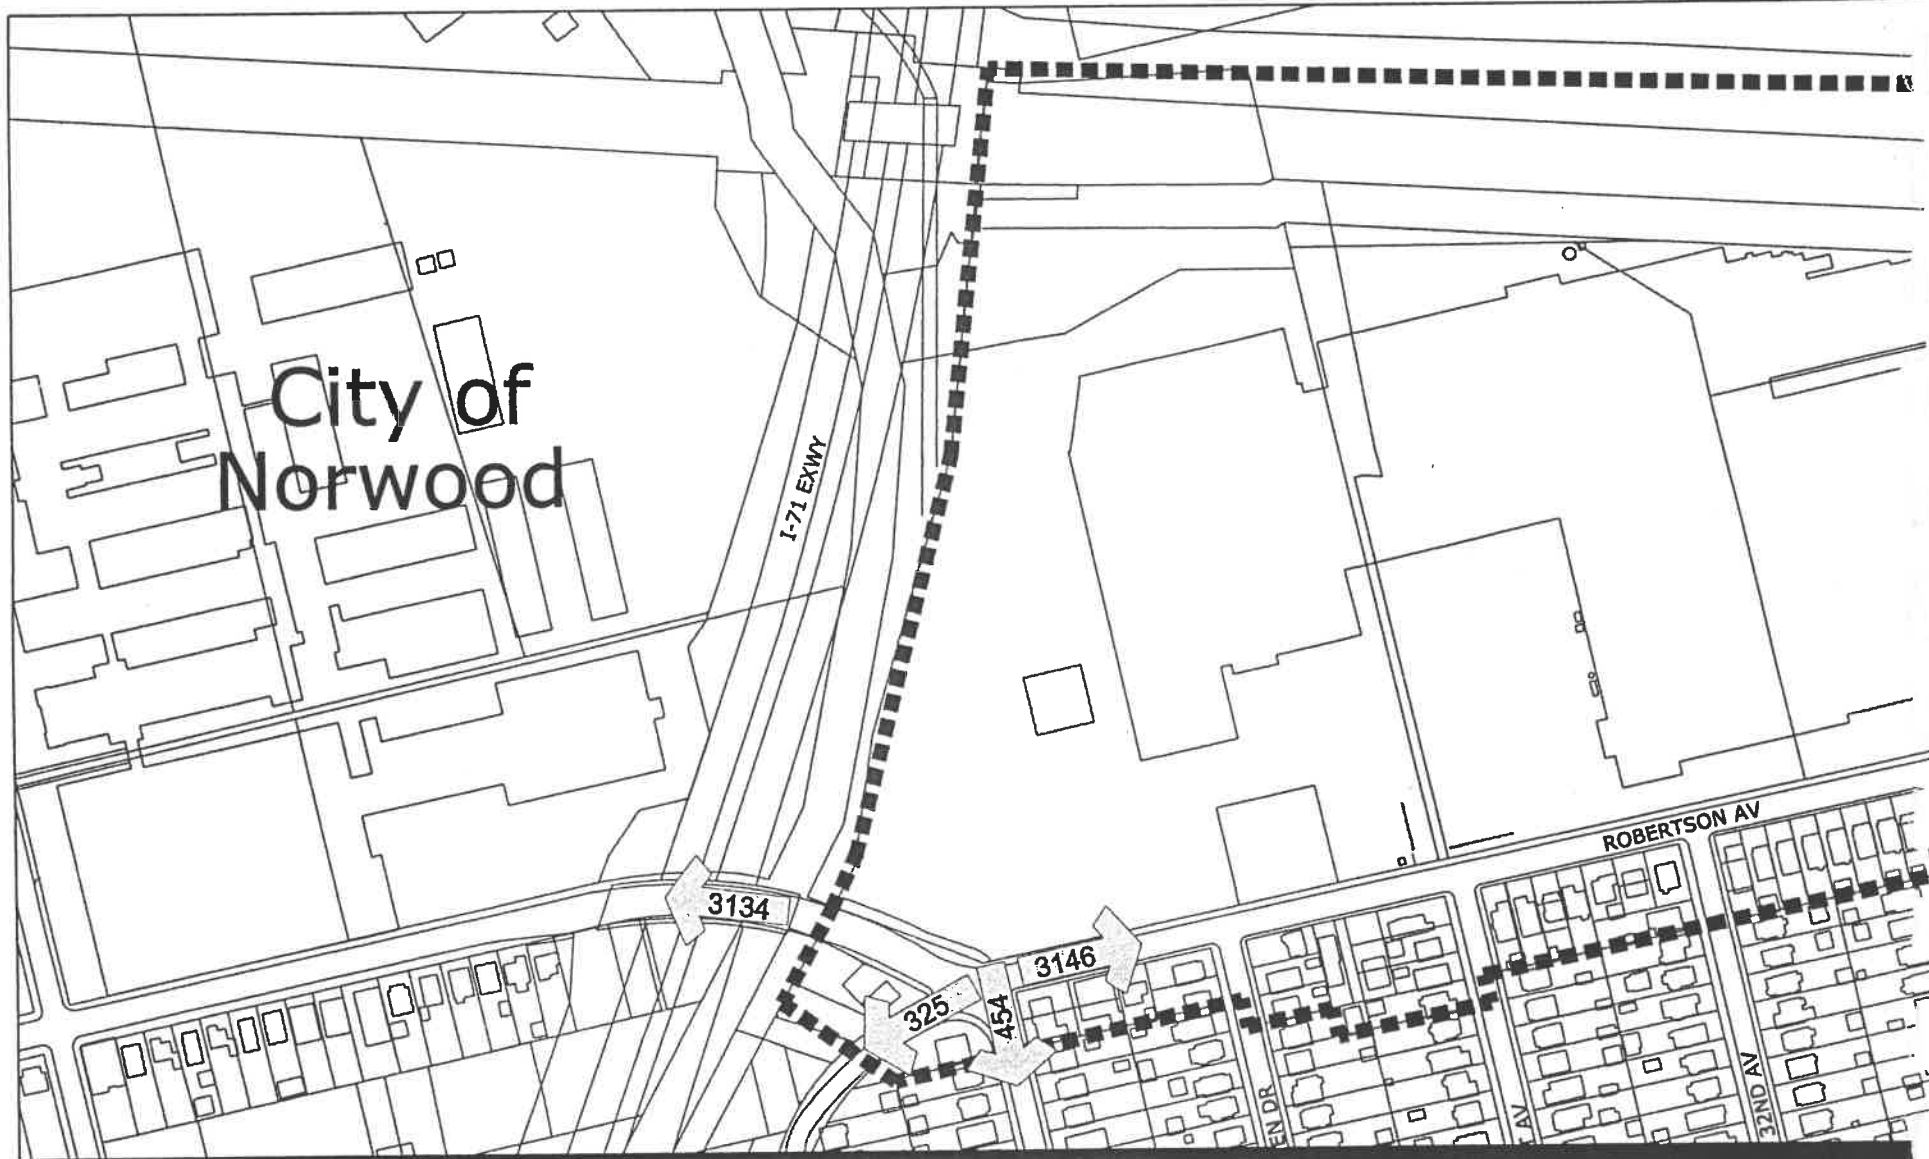 City of
Norwood
I-71 EXWY
ROBERTSON AV
3134
3146
325
454
32ND AV